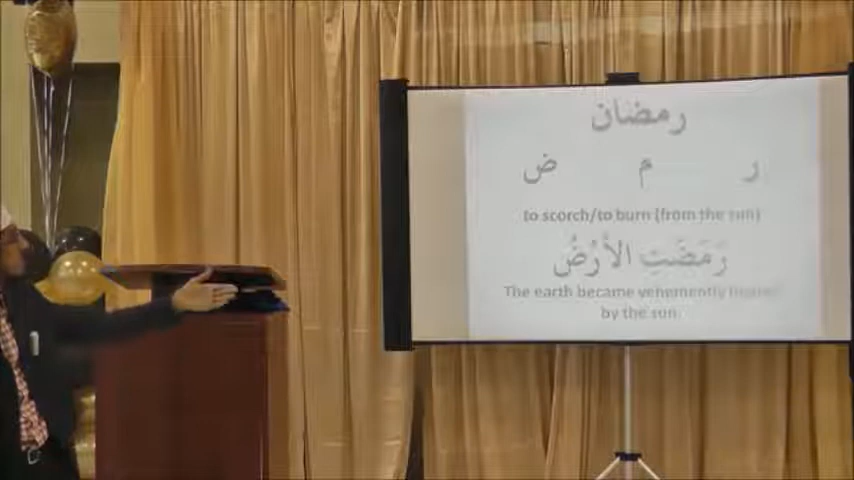 رمضان
ر م ض
to scorch/to burn (from the sun)
رَمَضَتِ الأَرْضُ
The earth became vehemently
by the sun.